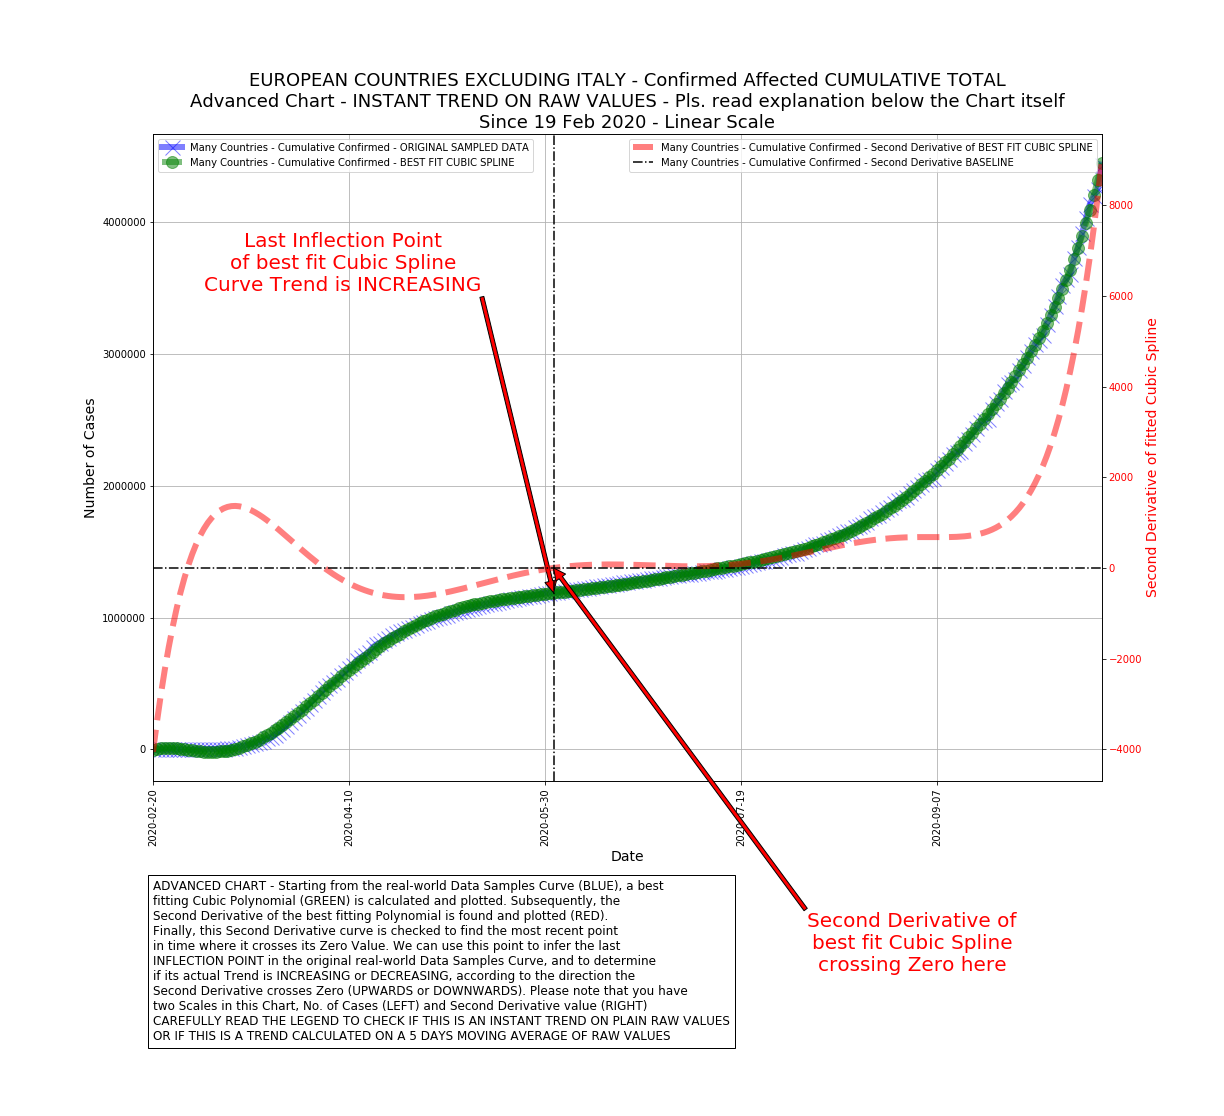 EUROPEAN COUNTRIES EXCLUDING ITALY - Confirmed Affected CUMULATIVE TOTAL
Advanced Chart - INSTANT TREND ON RAW VALUES - Pls. read explanation below the Chart itself
Since 19 Feb 2020 - Linear Scale
Many Countries - Cumulative Confirmed - ORIGINAL SAMPLED DATA
Many Countries - Cumulative Confirmed - BEST FIT CUBIC SPLINE
Many Countries - Cumulative Confirmed - Second Derivative of BEST FIT CUBIC SPLINE
Many Countries - Cumulative Confirmed - Second Derivative BASELINE
Last Inflection Point
of best fit Cubic Spline
Curve Trend is INCREASING
Number of Cases
4000000
3000000
2000000
1000000
0
8000
6000
4000
2000
0
−2000
−4000
Second Derivative of fitted Cubic Spline
2020-02-20
2020-04-10
2020-05-30
2020-07-19
2020-09-07
Date
Second Derivative of
best fit Cubic Spline
crossing Zero here
ADVANCED CHART - Starting from the real-world Data Samples Curve (BLUE), a best
fitting Cubic Polynomial (GREEN) is calculated and plotted. Subsequently, the
Second Derivative of the best fitting Polynomial is found and plotted (RED).
Finally, this Second Derivative curve is checked to find the most recent point
in time where it crosses its Zero Value. We can use this point to infer the last
INFLECTION POINT in the original real-world Data Samples Curve, and to determine
if its actual Trend is INCREASING or DECREASING, according to the direction the
Second Derivative crosses Zero (UPWARDS or DOWNWARDS). Please note that you have
two Scales in this Chart, No. of Cases (LEFT) and Second Derivative value (RIGHT)
CAREFULLY READ THE LEGEND TO CHECK IF THIS IS AN INSTANT TREND ON PLAIN RAW VALUES
OR IF THIS IS A TREND CALCULATED ON A 5 DAYS MOVING AVERAGE OF RAW VALUES